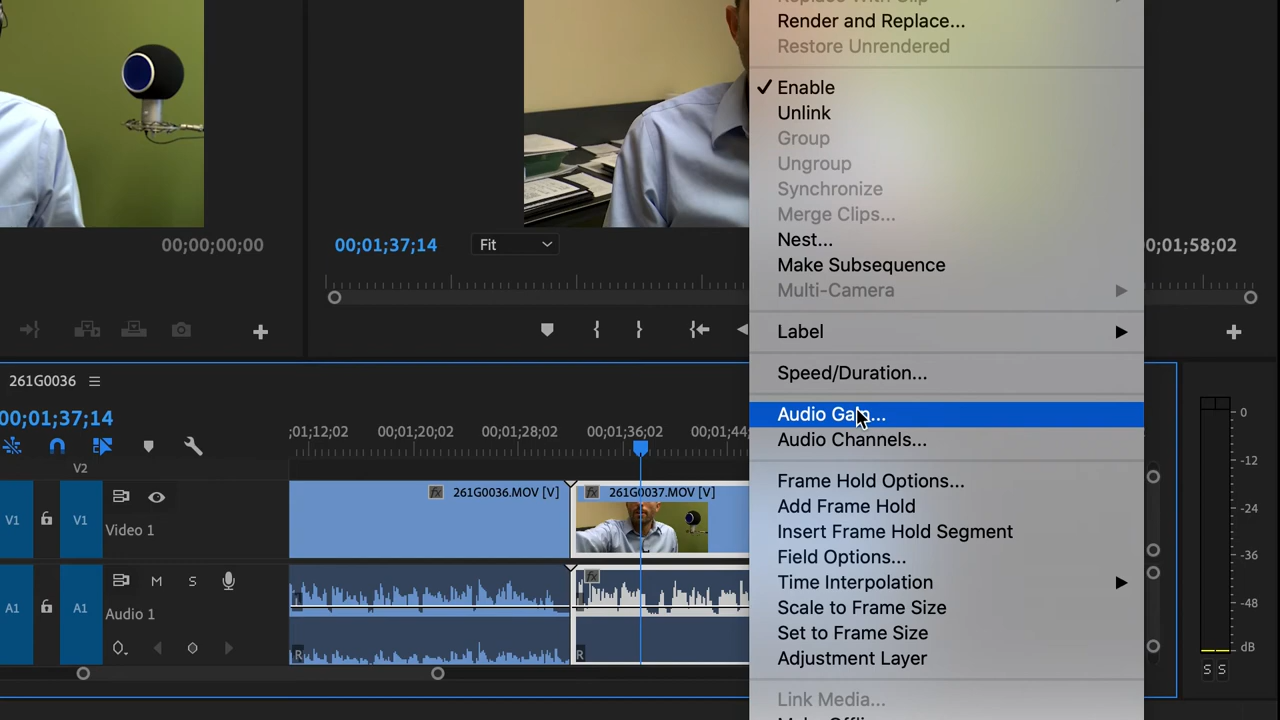 Replace With Clip
Render and Replace...
Restore Unrendered
Enable
Unlink
Group
Ungroup
Synchronize
Merge Clips...
Nest...
Make Subsequence
Multi-Camera
Label
Speed/Duration...
Audio Gain...
Audio Channels...
Frame Hold Options...
Add Frame Hold
Insert Frame Hold Segment
Field Options...
Time Interpolation
Scale to Frame Size
Set to Frame Size
Adjustment Layer
Link Media...
00;00;00;00
00;01;37;14
Fit
0;01;58;02
261G0036
00;01;37;14
;01;12;02 00;01;20;02 00;01;28;02 00;01;36;02 00;01;44;
V2
V1 V1 Video 1
fx 261G0036.MOV [V] fx 261G0037.MOV [V]
M S
A1 A1 Audio 1
fx
R R
0
-12
-24
-36
-48
dB
S S